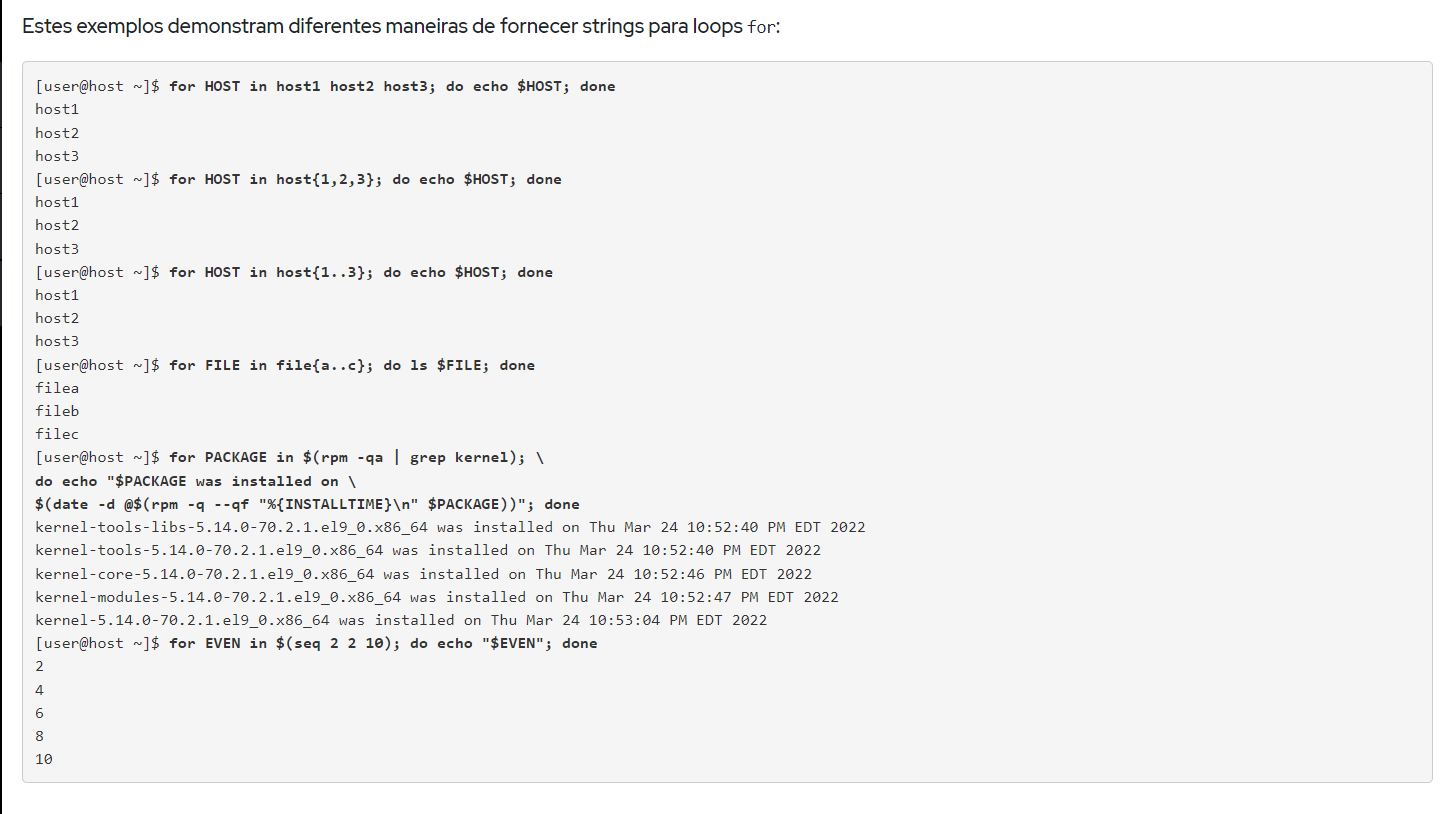 Estes exemplos demonstram diferentes maneiras de fornecer strings para loops for:
[user@host ~]$ for HOST in host1 host2 host3; do echo $HOST; done
host1
host2
host3
[user@host ~]$ for HOST in host{1,2,3}; do echo $HOST; done
host1
host2
host3
[user@host ~]$ for HOST in host{1..3}; do echo $HOST; done
host1
host2
host3
[user@host ~]$ for FILE in file{a..c}; do ls $FILE; done
filea
fileb
filec
[user@host ~]$ for PACKAGE in $(rpm -qa | grep kernel); \
do echo "$PACKAGE was installed on \
$(date -d @$(rpm -q --qf "%{INSTALLTIME}\n" $PACKAGE))"; done
kernel-tools-libs-5.14.0-70.2.1.el9_0.x86_64 was installed on Thu Mar 24 10:52:40 PM EDT 2022
kernel-tools-5.14.0-70.2.1.el9_0.x86_64 was installed on Thu Mar 24 10:52:40 PM EDT 2022
kernel-core-5.14.0-70.2.1.el9_0.x86_64 was installed on Thu Mar 24 10:52:46 PM EDT 2022
kernel-modules-5.14.0-70.2.1.el9_0.x86_64 was installed on Thu Mar 24 10:52:47 PM EDT 2022
kernel-5.14.0-70.2.1.el9_0.x86_64 was installed on Thu Mar 24 10:53:04 PM EDT 2022
[user@host ~]$ for EVEN in $(seq 2 2 10); do echo "$EVEN"; done
2
4
6
8
10